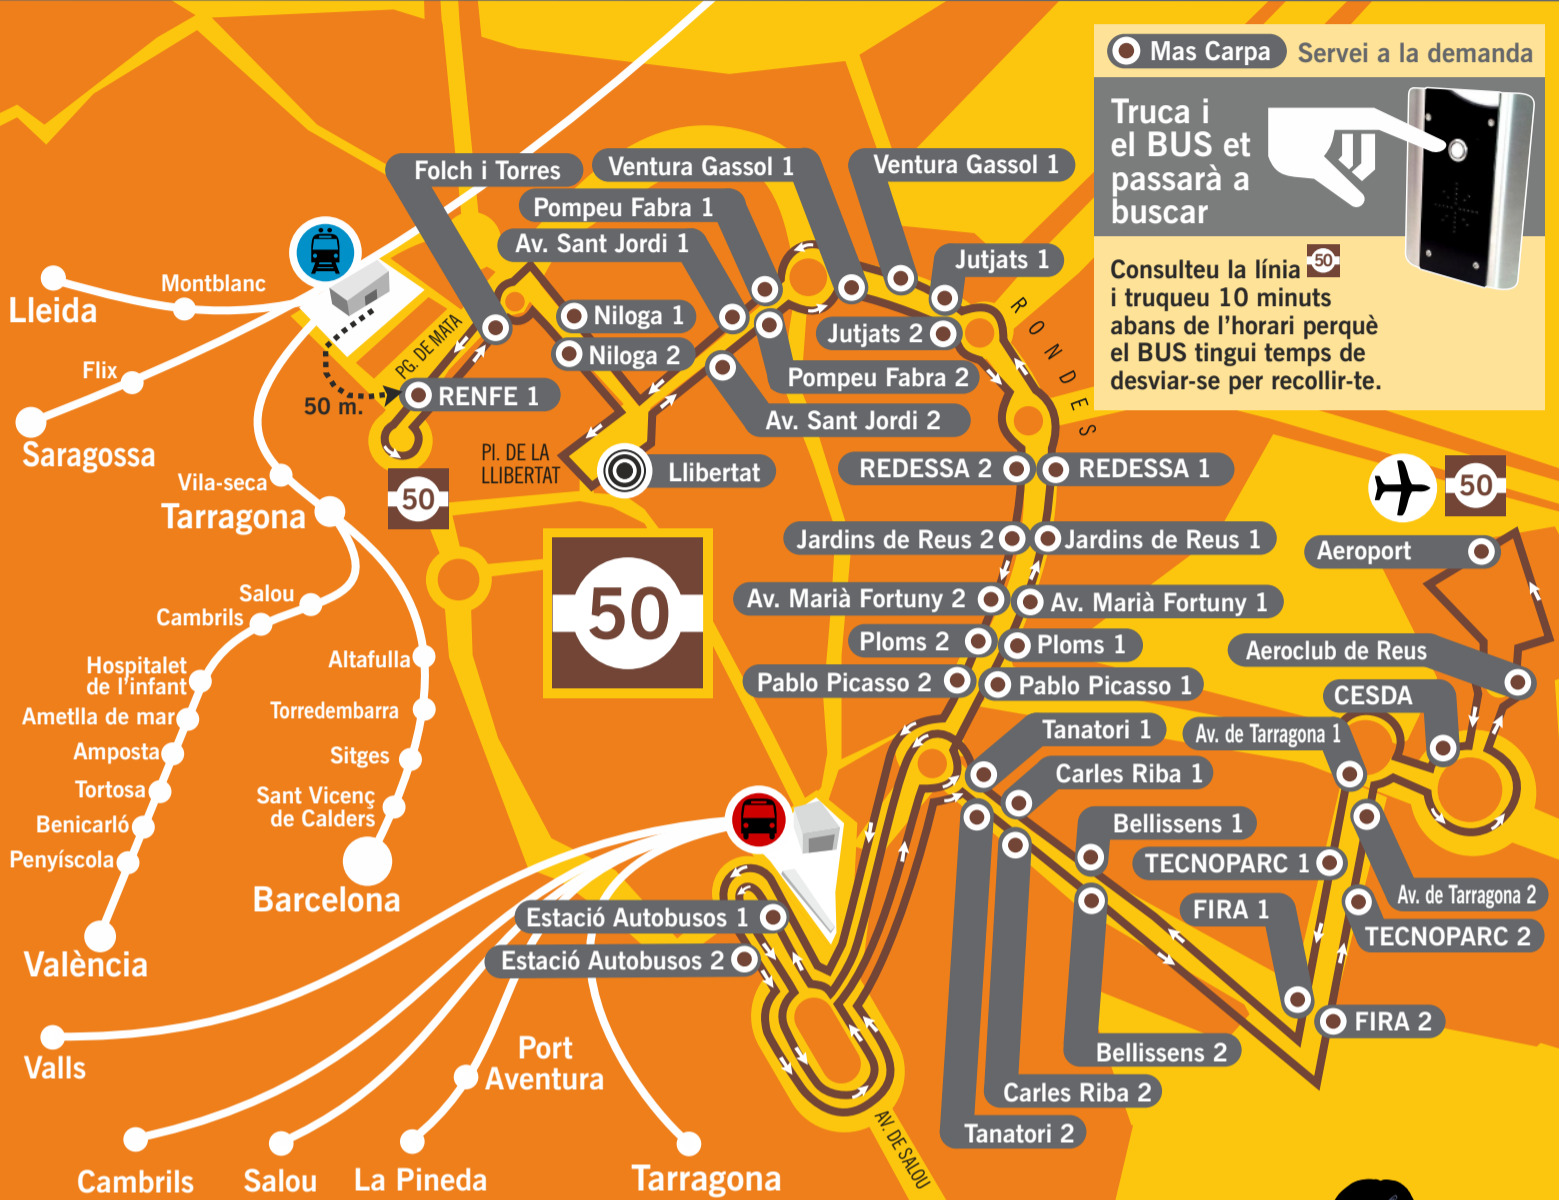 Mas Carpa
Servei a la demanda
Truca i
el BUS et
passarà a
buscar
Consulteu la línia 50
i truqueu 10 minuts
abans de l'horari perquè
el BUS tingui temps de
desviar-se per recollir-te.
Folch i Torres
Ventura Gassol 1
Ventura Gassol 1
Pompeu Fabra 1
Av. Sant Jordi 1
Jutjats 1
Niloga 1
Jutjats 2
Niloga 2
Pompeu Fabra 2
RENFE 1
Av. Sant Jordi 2
PG. DE MATA
50 m.
RONDES
PI. DE LA
LLIBERTAT
Llibertat
REDESSA 2
REDESSA 1
50
50
50
Jardins de Reus 2
Jardins de Reus 1
Aeroport
Av. Marià Fortuny 2
Av. Marià Fortuny 1
Ploms 2
Ploms 1
Aeroclub de Reus
Pablo Picasso 2
Pablo Picasso 1
CESDA
Tanatori 1
Av. de Tarragona 1
Carles Riba 1
Bellissens 1
TECNOPARC 1
Av. de Tarragona 2
FIRA 1
TECNOPARC 2
Estació Autobusos 1
Estació Autobusos 2
FIRA 2
Bellissens 2
Carles Riba 2
Tanatori 2
AV. DE SALOU
Lleida
Montblanc
Flix
Saragossa
Vila-seca
Tarragona
Salou
Cambrils
Hospitalet
de l'infant
Ametlla de mar
Amposta
Tortosa
Benicarló
Penyíscola
València
Altafulla
Torredembarra
Sitges
Sant Vicenç
de Calders
Barcelona
Valls
Port
Aventura
Cambrils
Salou
La Pineda
Tarragona